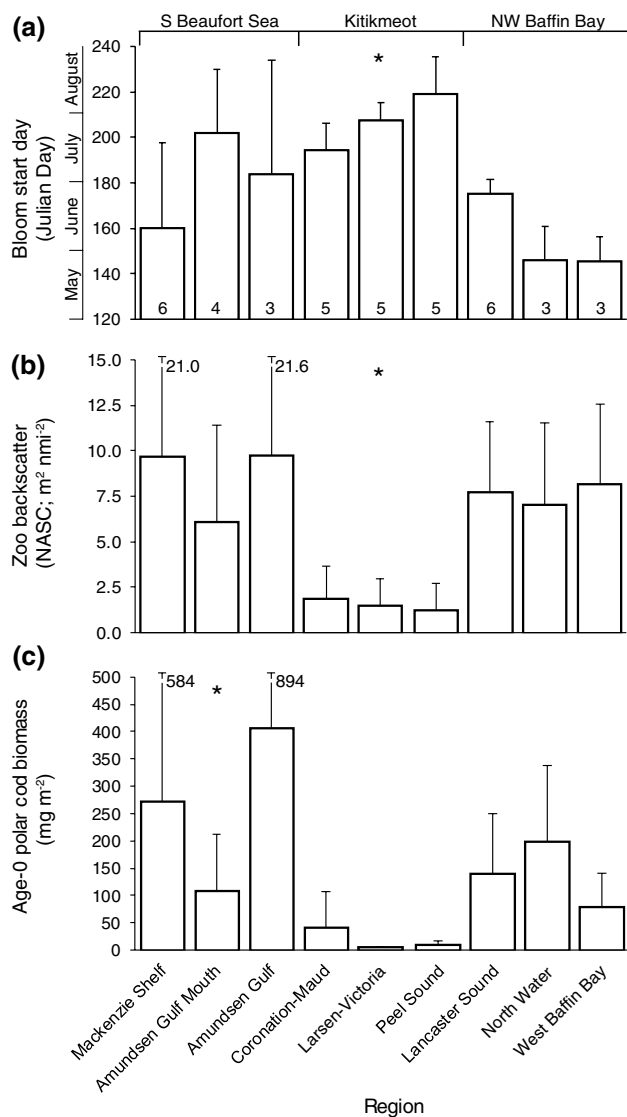 (a)
S Beaufort Sea Kitikmeot NW Baffin Bay
Bloom start day
(Julian Day)
May June July August
240
220
200
180
160
140
120
*
6 4 3 5 5 5 6 3 3
(b)
Zoo backscatter
(NASC; m² nmi⁻²)
15.0
12.5
10.0
7.5
5.0
2.5
0.0
21.0 21.6
*
(c)
Age-0 polar cod biomass
(mg m⁻²)
500
450
400
350
300
250
200
150
100
50
0
584 894
*
Mackenzie Shelf
Amundsen Gulf Mouth
Amundsen Gulf
Coronation-Maud
Larsen-Victoria
Peel Sound
Lancaster Sound
North Water
West Baffin Bay
Region